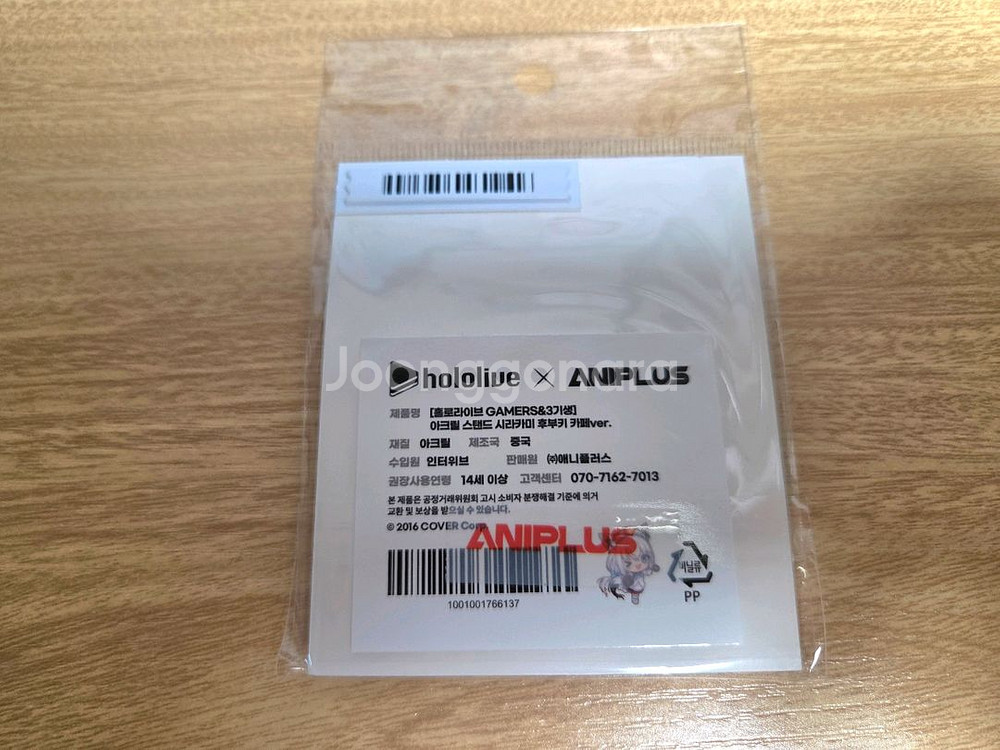 Joonggonara
hololive × ANIPLUS
제품명 [홀로라이브 GAMERS&3기생]
아크릴 스탠드 시라카미 후부키 카페ver.
재질 아크릴 제조국 중국
수입원 인터위브 판매원 ㈜애니플러스
권장사용연령 14세 이상 고객센터 070-7162-7013
본 제품은 공정거래위원회 고시 소비자 분쟁해결 기준에 의거
교환 및 보상을 받으실 수 있습니다.
© 2016 COVER Corp.
ANIPLUS
비닐류
PP
1001001766137